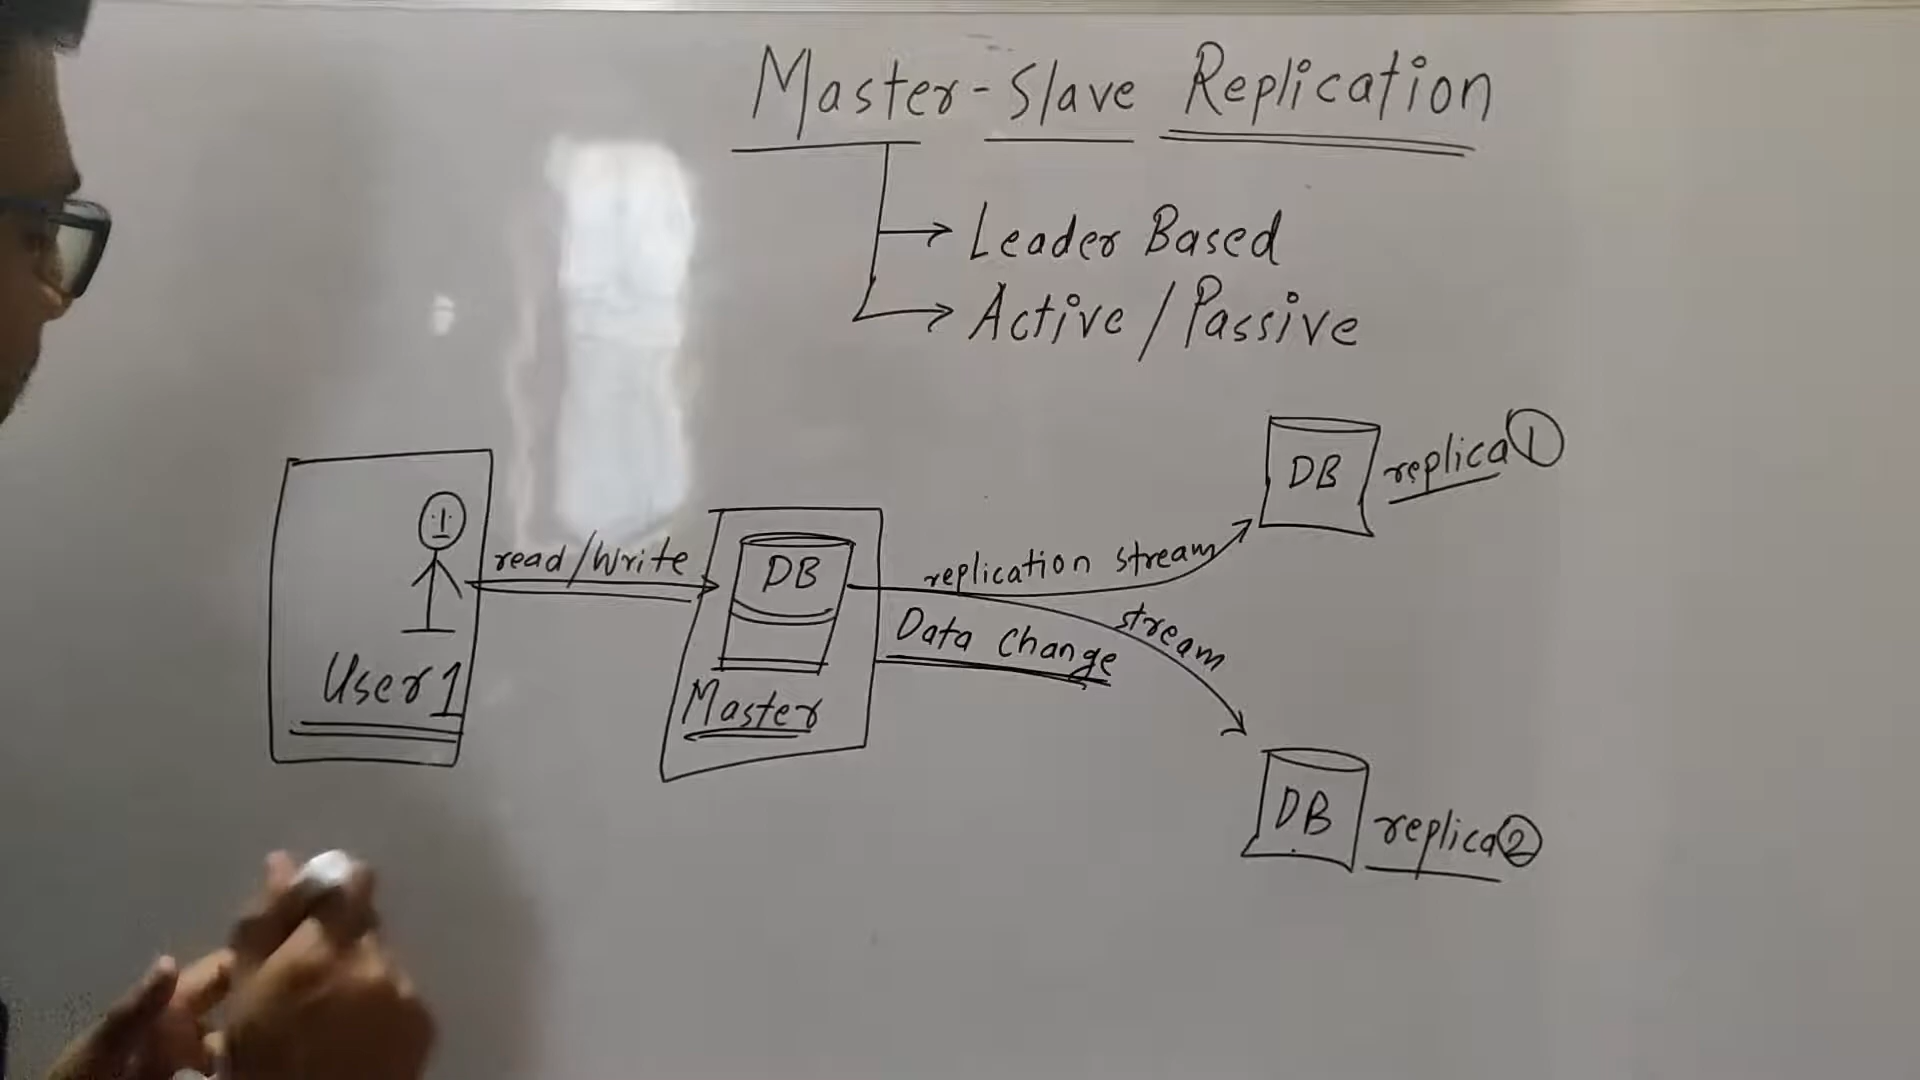 Master-Slave Replication
Leader Based
Active/Passive
DB replica 1
read/Write
DB
replication stream
stream
Data Change
User 1
Master
DB replica 2